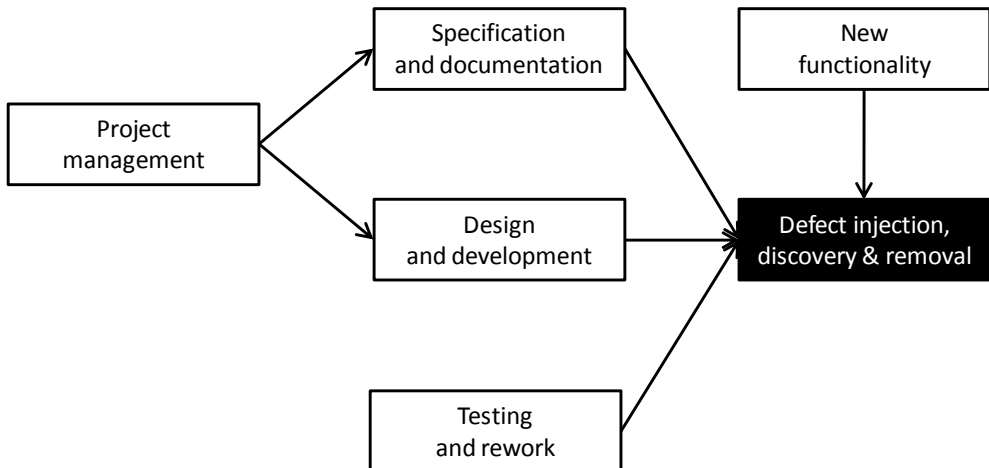 Specification
and documentation
New
functionality
Project
management
Design
and development
Defect injection,
discovery & removal
Testing
and rework